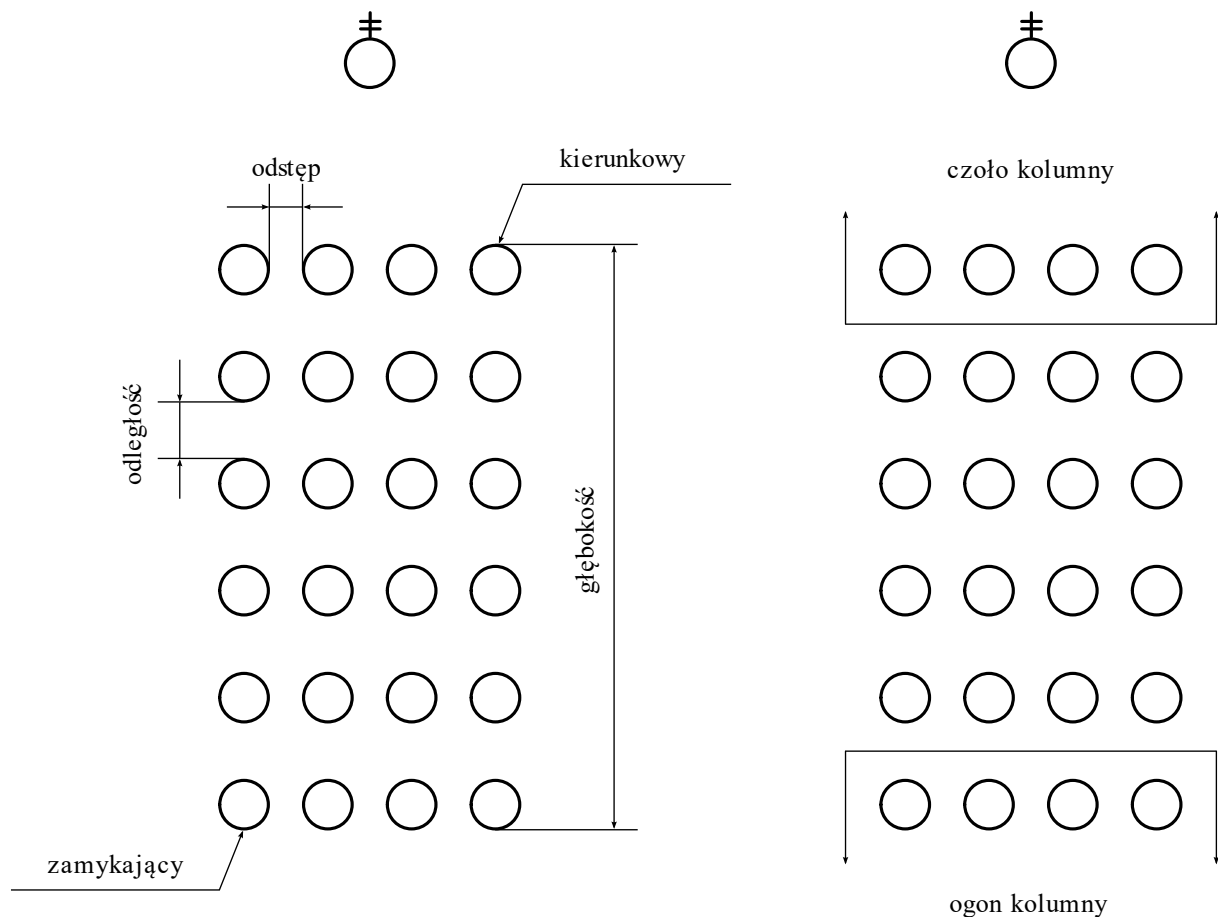 odstęp
kierunkowy
czoło kolumny
odległość
głębokość
zamykający
ogon kolumny